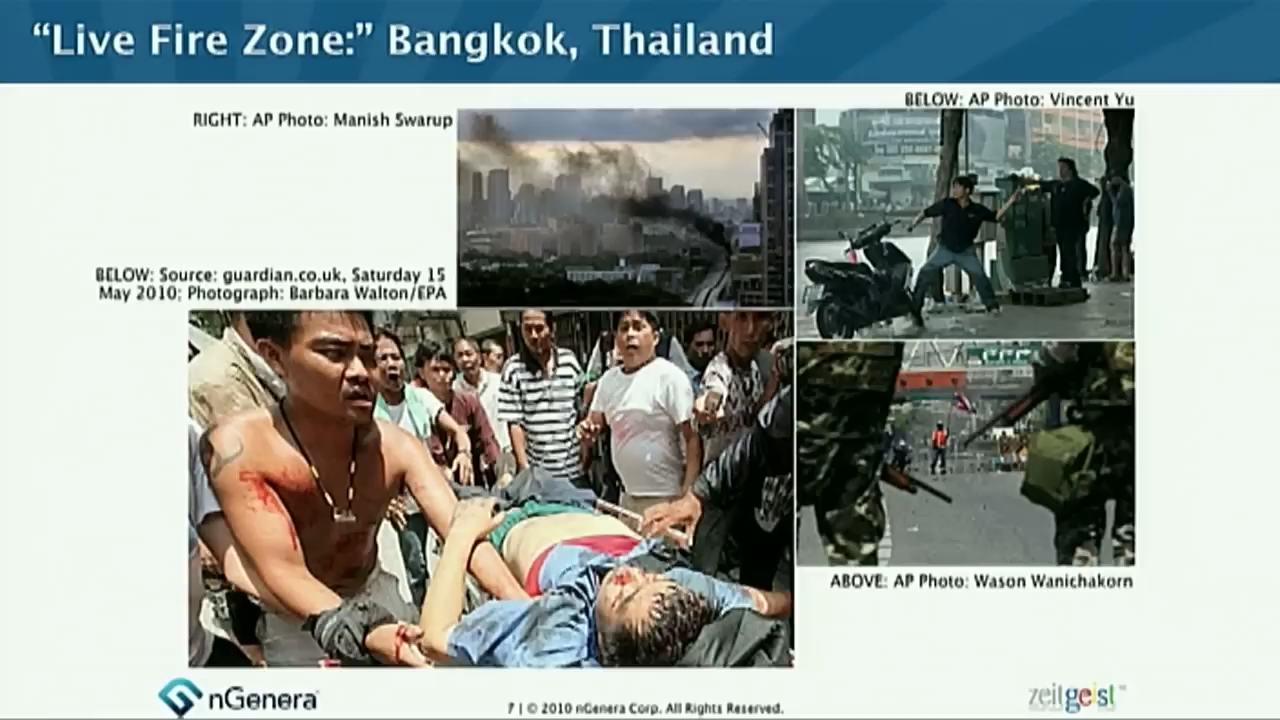 “Live Fire Zone:” Bangkok, Thailand
BELOW: AP Photo: Vincent Yu
RIGHT: AP Photo: Manish Swarup
BELOW: Source: guardian.co.uk, Saturday 15
May 2010; Photograph: Barbara Walton/EPA
ABOVE: AP Photo: Wason Wanichakorn
nGenera
7 | © 2010 nGenera Corp. All Rights Reserved.
zeitgeist™